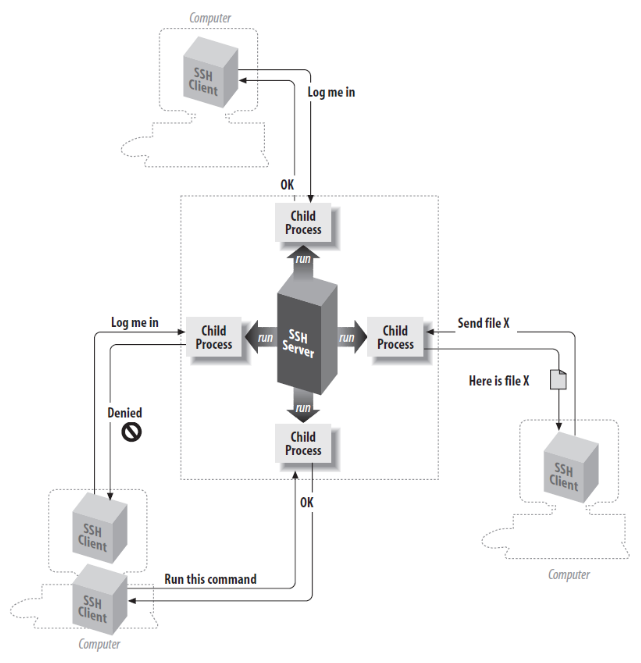 Computer
SSH
Client
Log me in
OK
Child
Process
run
Log me in
Child
Process
run
SSH
Server
run
Child
Process
Send file X
Here is file X
Denied
run
Child
Process
OK
SSH
Client
SSH
Client
Computer
Run this command
SSH
Client
Computer